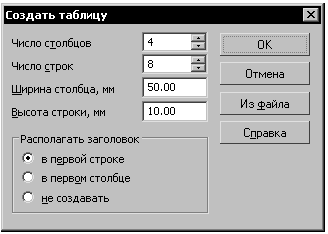 Создать таблицу
Число столбцов 4 OK
Число строк 8 Отмена
Ширина столбца, мм 50.00
Из файла
Высота строки, мм 10.00
Справка
Располагать заголовок
в первой строке
в первом столбце
не создавать